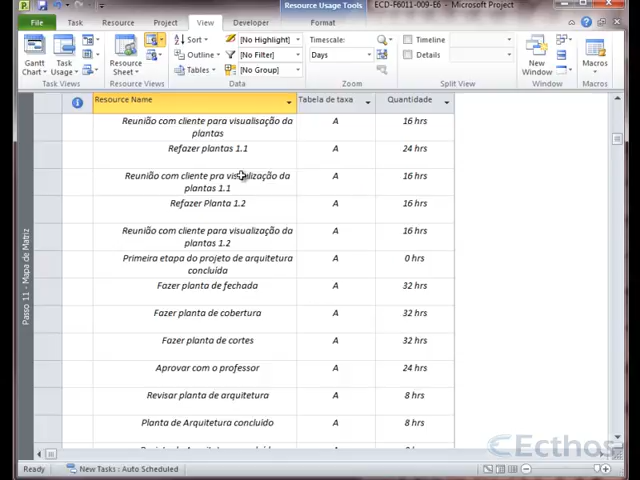 Resource Usage Tools
ECD-F6011-009-E6 - Microsoft Project
File
Task
Resource
Project
View
Developer
Format
Gantt
Chart
Task
Usage
Task Views
Resource
Sheet
Resource Views
Sort
Outline
Tables
[No Highlight]
[No Filter]
[No Group]
Data
Timescale:
Days
Zoom
Timeline
Details
Split View
New
Window
Window
Macros
Macros
Resource Name
Tabela de taxa
Quantidade
Reunião com cliente para visualisação da
plantas
A
16 hrs
Refazer plantas 1.1
A
24 hrs
Reunião com cliente pra visualização da
plantas 1.1
A
16 hrs
Refazer Planta 1.2
A
16 hrs
Reunião com cliente para visualização da
plantas 1.2
A
16 hrs
Primeira etapa do projeto de arquitetura
concluída
A
0 hrs
Fazer planta de fechada
A
32 hrs
Fazer planta de cobertura
A
32 hrs
Fazer planta de cortes
A
32 hrs
Aprovar com o professor
A
24 hrs
Revisar planta de arquitetura
A
8 hrs
Planta de Arquitetura concluido
A
8 hrs
Passo 11 - Mapa de Matriz
Ecthos
Ready
New Tasks : Auto Scheduled